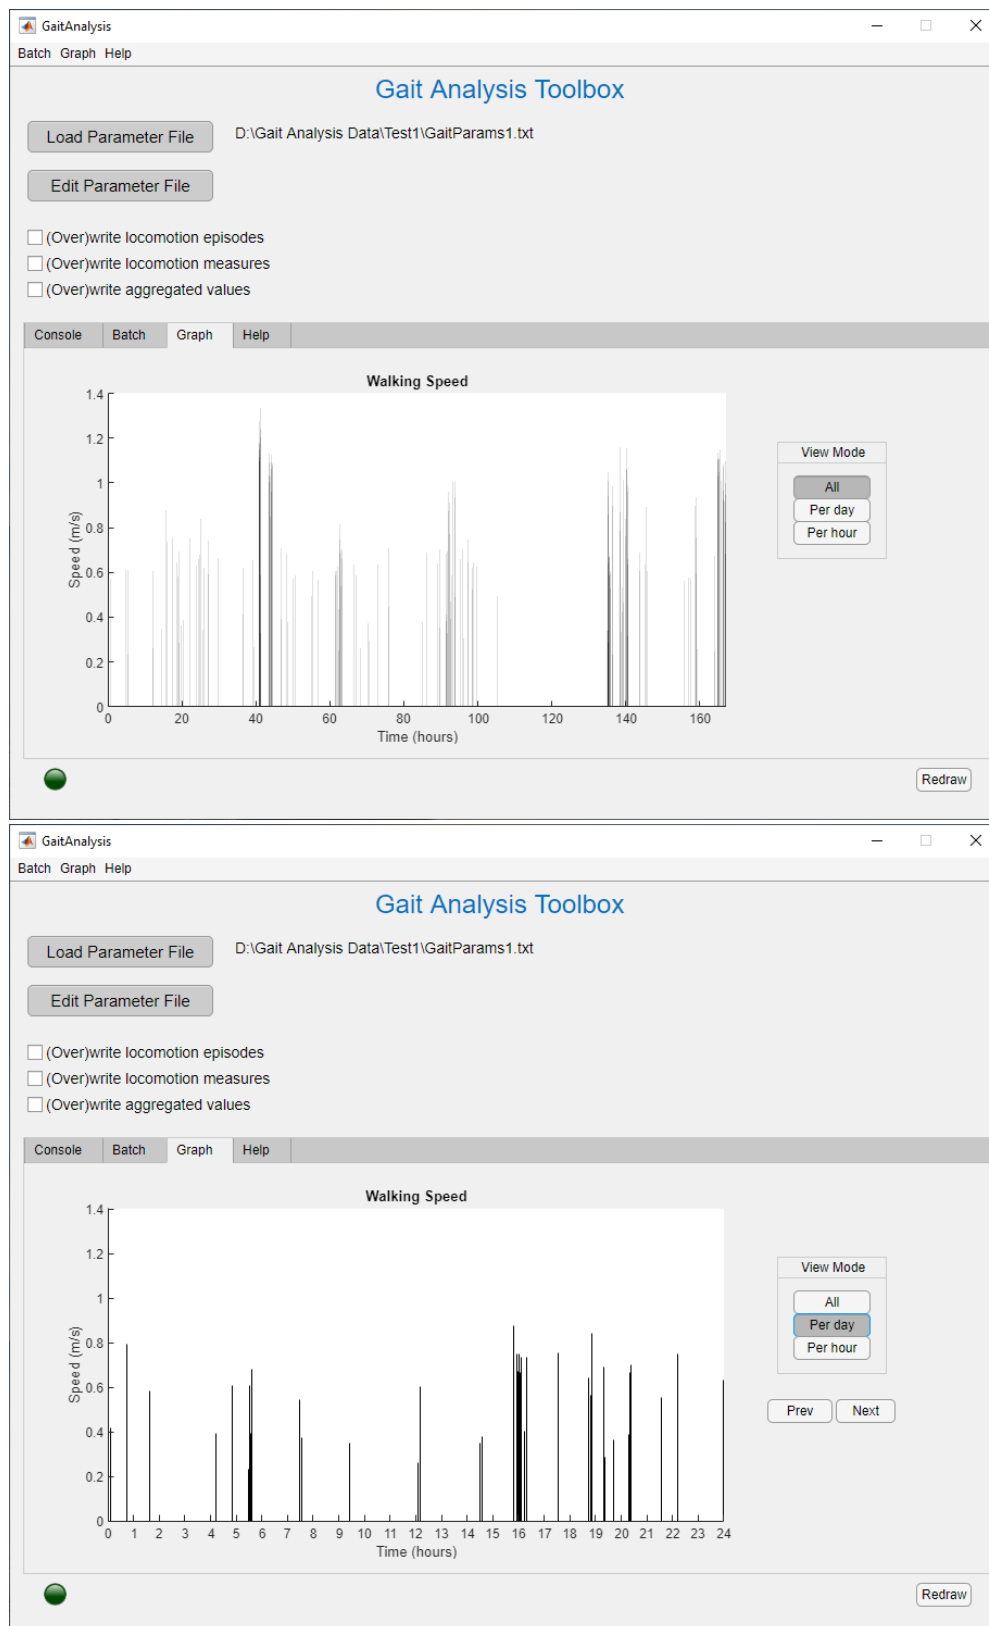 GaitAnalysis
Batch Graph Help
Gait Analysis Toolbox
Load Parameter File D:\Gait Analysis Data\Test1\GaitParams1.txt
Edit Parameter File
(Over)write locomotion episodes
(Over)write locomotion measures
(Over)write aggregated values
Console Batch Graph Help
Walking Speed
1.4
1.2
1
0.8
0.6
0.4
0.2
0
Speed (m/s)
0 20 40 60 80 100 120 140 160
Time (hours)
View Mode
All
Per day
Per hour
Redraw
GaitAnalysis
Batch Graph Help
Gait Analysis Toolbox
Load Parameter File D:\Gait Analysis Data\Test1\GaitParams1.txt
Edit Parameter File
(Over)write locomotion episodes
(Over)write locomotion measures
(Over)write aggregated values
Console Batch Graph Help
Walking Speed
1.4
1.2
1
0.8
0.6
0.4
0.2
0
Speed (m/s)
0 1 2 3 4 5 6 7 8 9 10 11 12 13 14 15 16 17 18 19 20 21 22 23 24
Time (hours)
View Mode
All
Per day
Per hour
Prev Next
Redraw